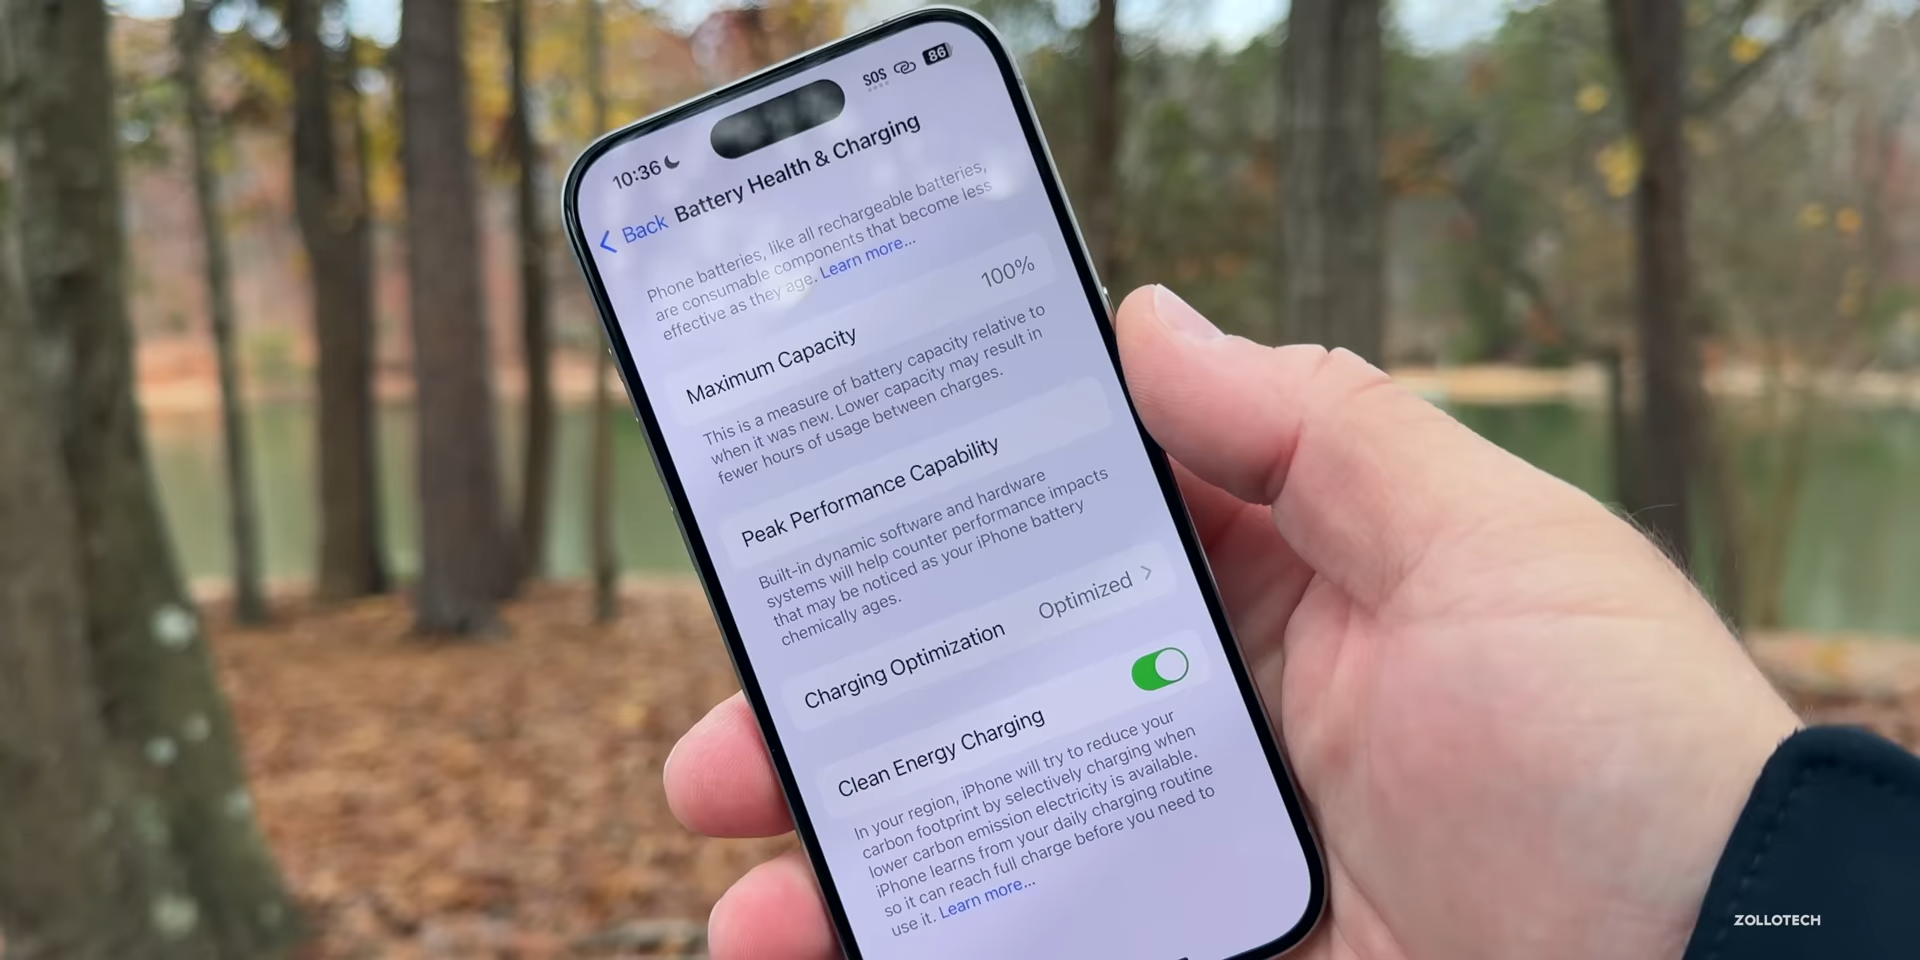 10:36
SOS
86
Back
Battery Health & Charging
Phone batteries, like all rechargeable batteries,
are consumable components that become less
effective as they age. Learn more...
Maximum Capacity 100%
This is a measure of battery capacity relative to
when it was new. Lower capacity may result in
fewer hours of usage between charges.
Peak Performance Capability
Built-in dynamic software and hardware
systems will help counter performance impacts
that may be noticed as your iPhone battery
chemically ages.
Charging Optimization Optimized
Clean Energy Charging
In your region, iPhone will try to reduce your
carbon footprint by selectively charging when
lower carbon emission electricity is available.
iPhone learns from your daily charging routine
so it can reach full charge before you need to
use it. Learn more...
ZOLLOTECH